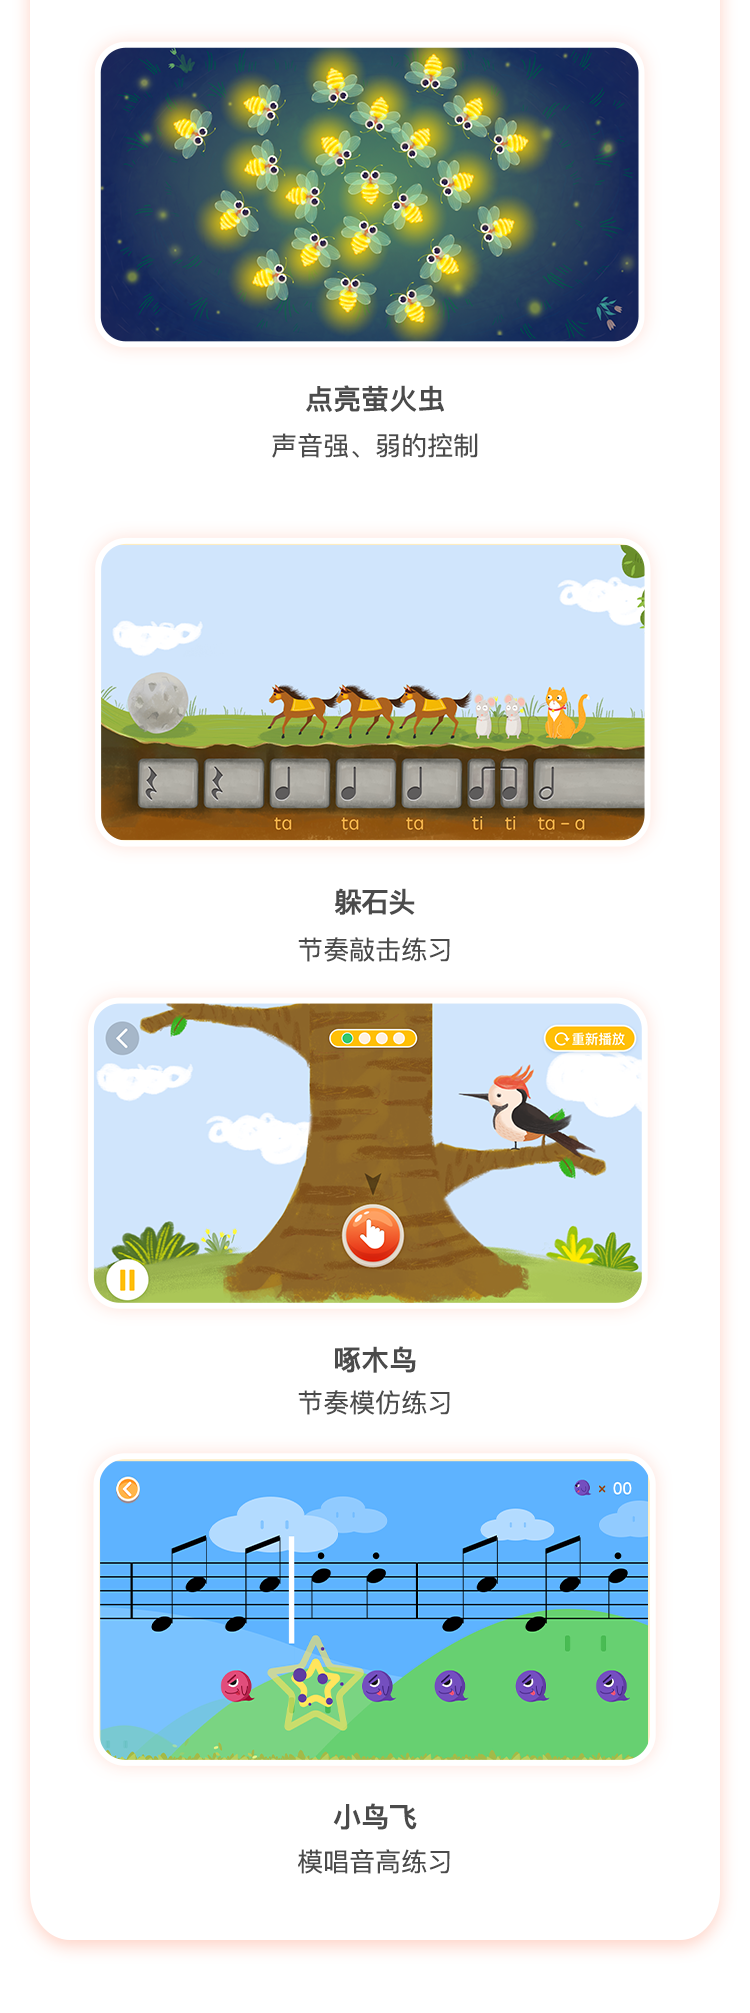 点亮萤火虫
声音强、弱的控制
ta ta ta ti ti ta - a
躲石头
节奏敲击练习
重新播放
啄木鸟
节奏模仿练习
× 00
小鸟飞
模唱音高练习